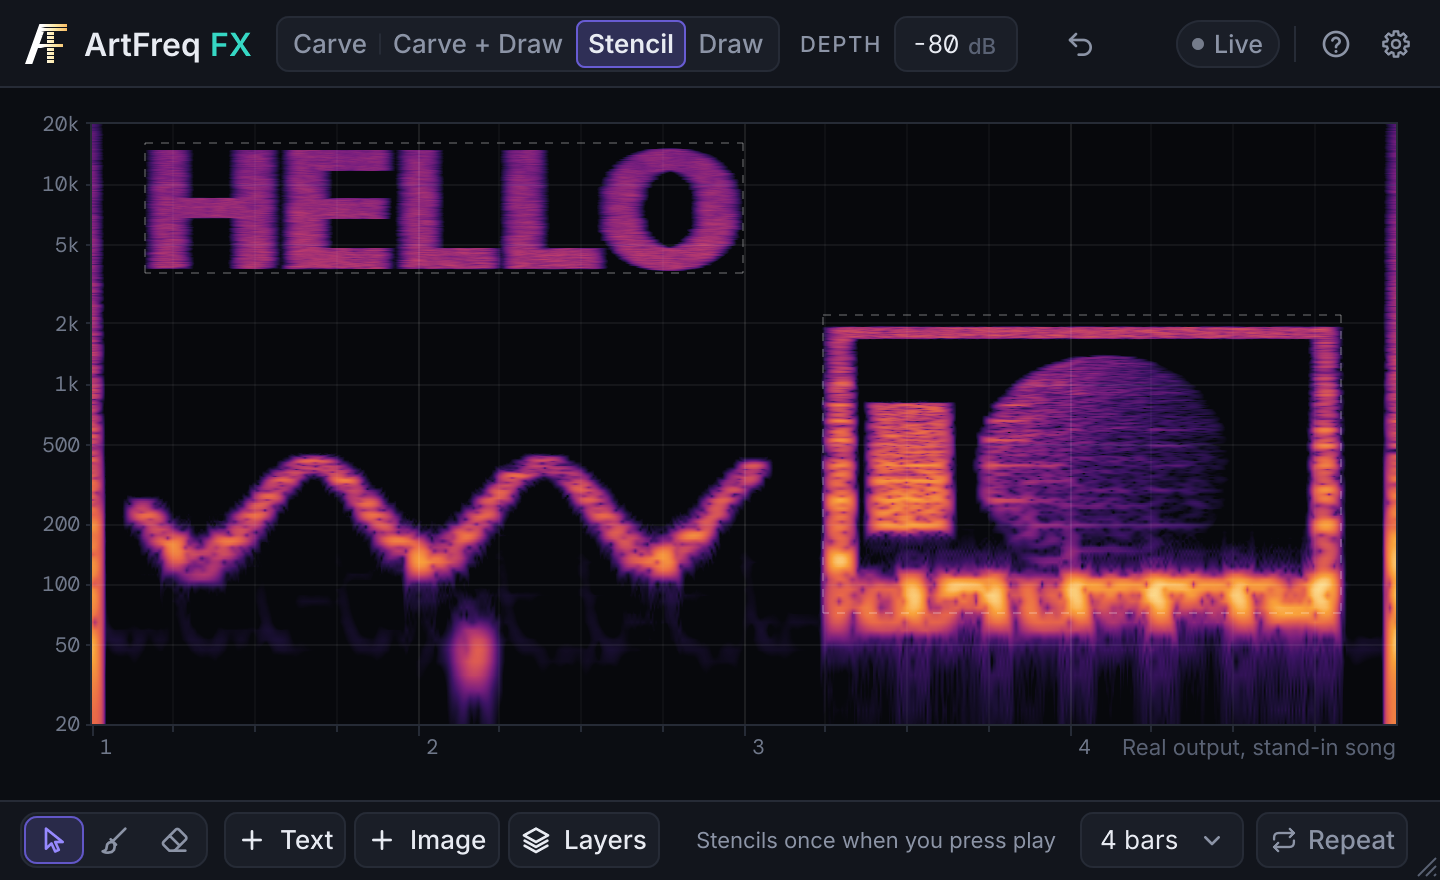 ArtFreq FX
Carve
Carve + Draw
Stencil
Draw
DEPTH
-80 dB
Live
20k
10k
5k
2k
1k
500
200
100
50
20
HELLO
1
2
3
4
Real output, stand-in song
Text
Image
Layers
Stencils once when you press play
4 bars
Repeat